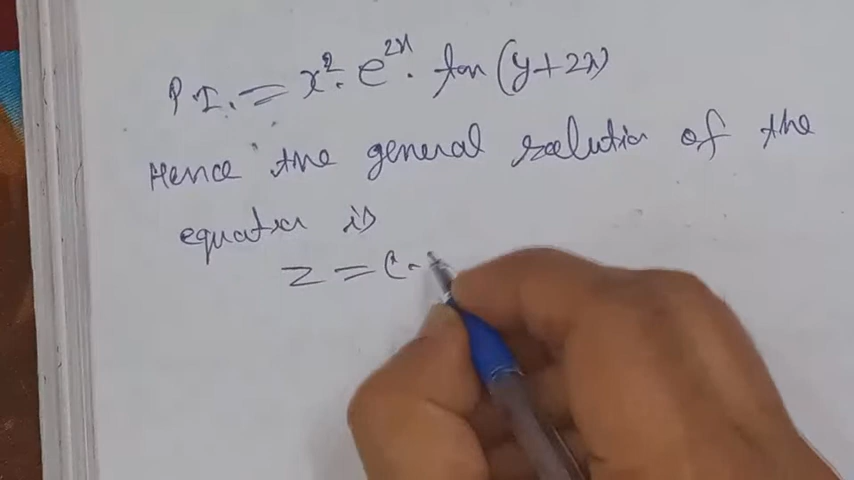 P.I. = x². e^{2x}. tan (y+2x)
Hence the general solution of the
equation is
z = C.